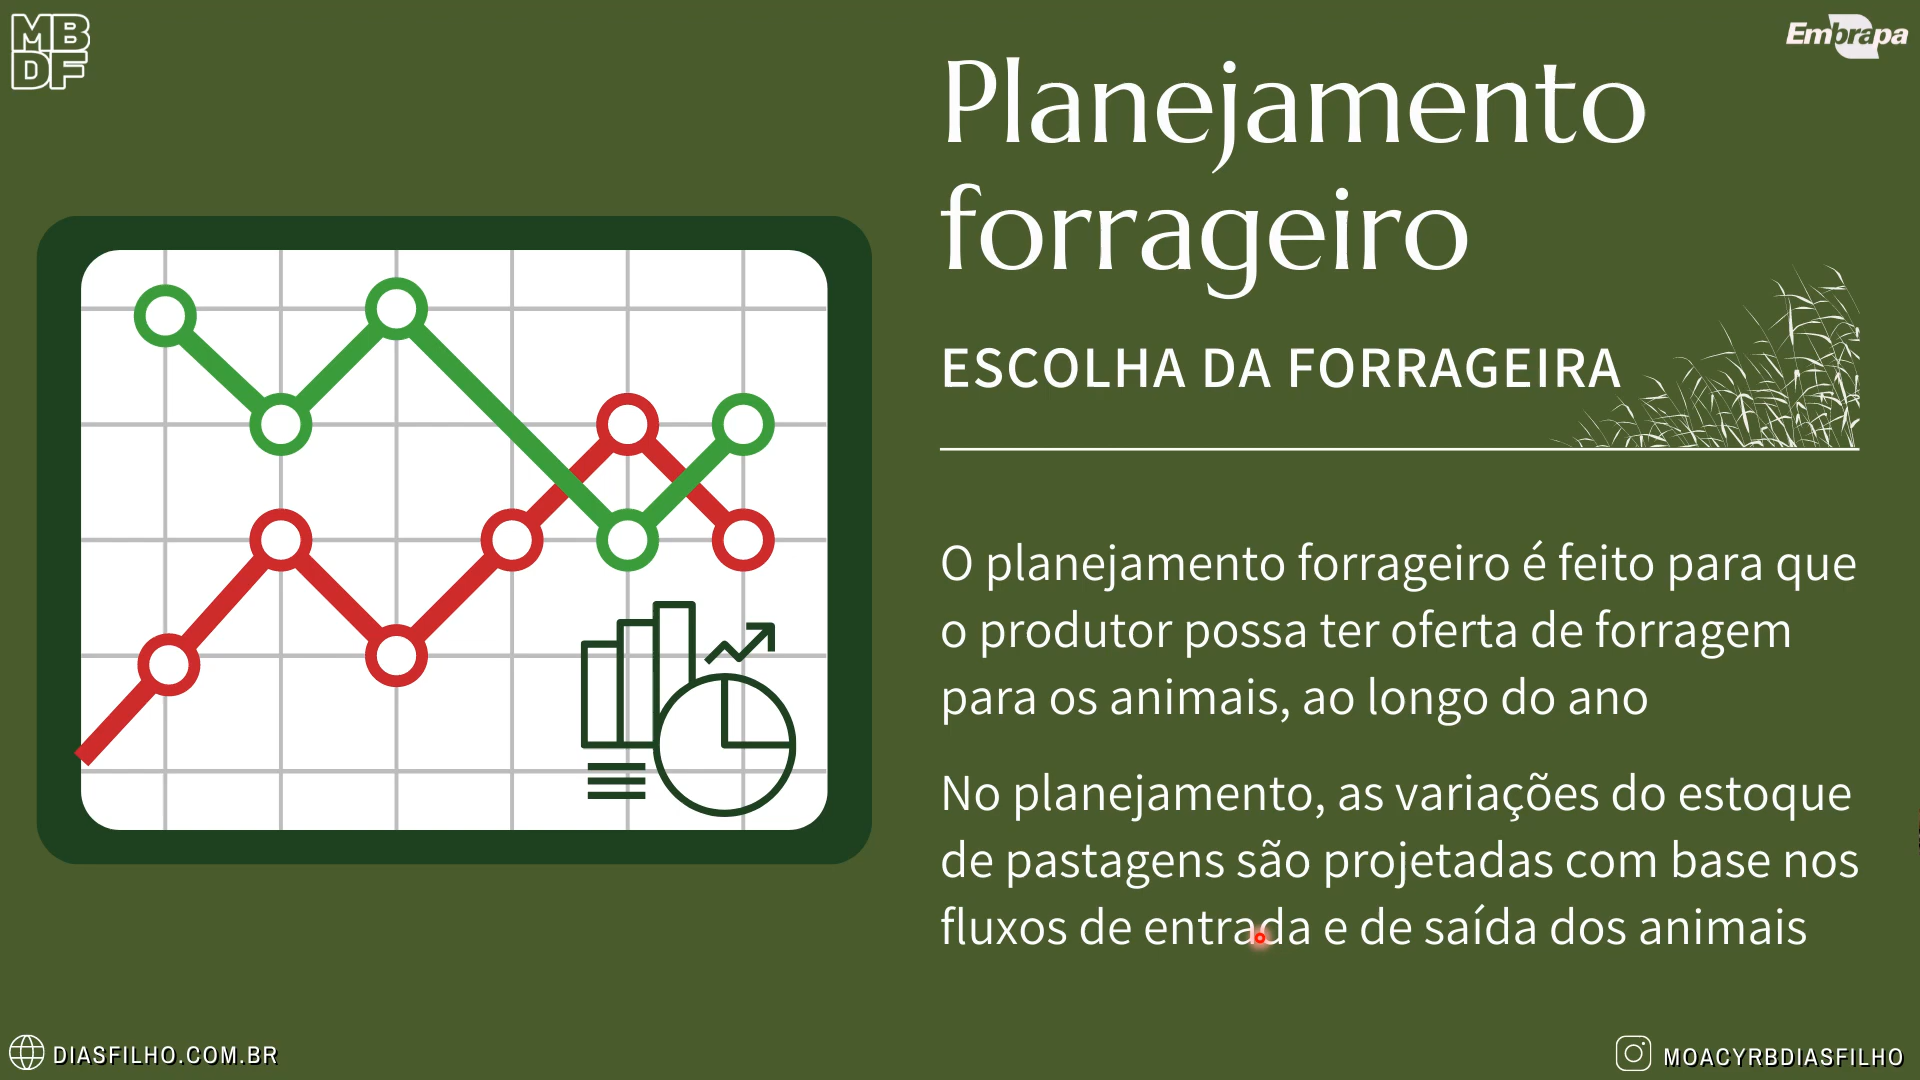 MB
DF
Embrapa
Planejamento
forrageiro
ESCOLHA DA FORRAGEIRA
O planejamento forrageiro é feito para que
o produtor possa ter oferta de forragem
para os animais, ao longo do ano
No planejamento, as variações do estoque
de pastagens são projetadas com base nos
fluxos de entrada e de saída dos animais
DIASFILHO.COM.BR
MOACYRBDIASFILHO